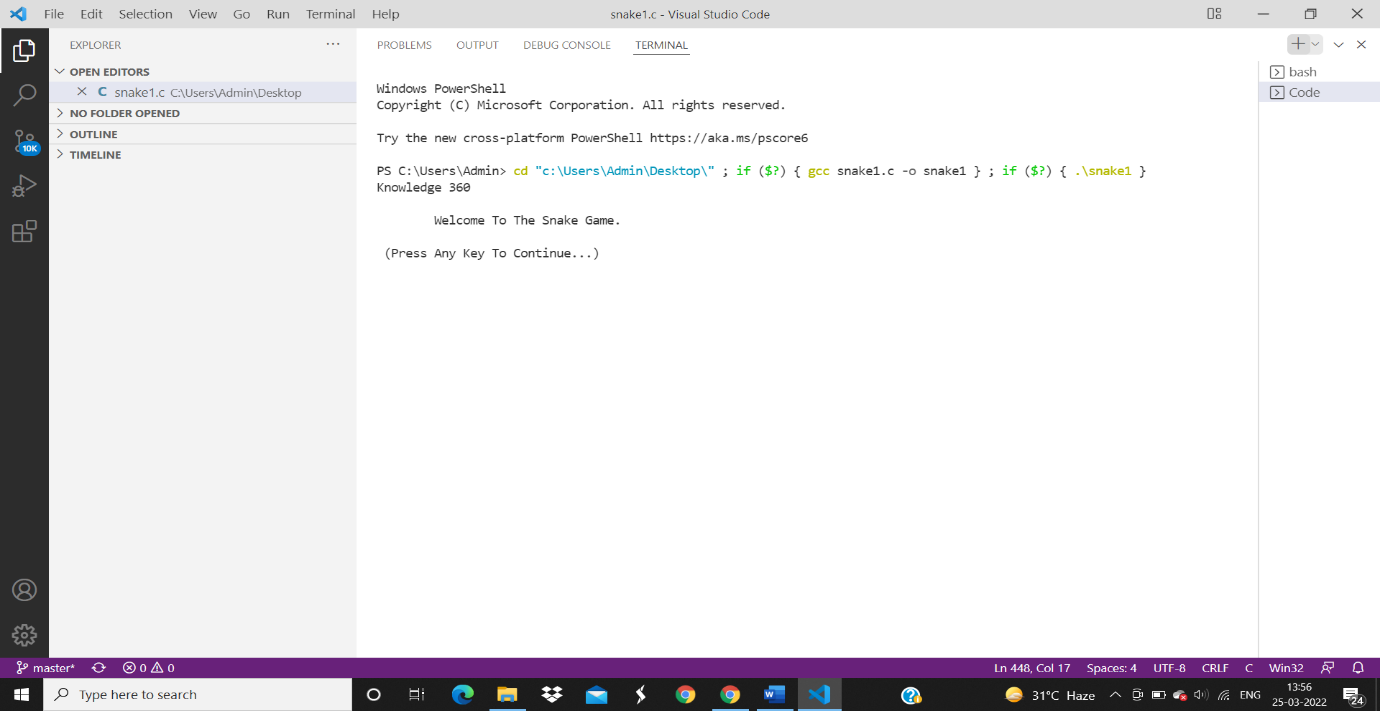 File Edit Selection View Go Run Terminal Help
snake1.c - Visual Studio Code
EXPLORER
OPEN EDITORS
C snake1.c C:\Users\Admin\Desktop
NO FOLDER OPENED
OUTLINE
TIMELINE
10K
PROBLEMS OUTPUT DEBUG CONSOLE TERMINAL
Windows PowerShell
Copyright (C) Microsoft Corporation. All rights reserved.
Try the new cross-platform PowerShell https://aka.ms/pscore6
PS C:\Users\Admin> cd "c:\Users\Admin\Desktop\" ; if ($?) { gcc snake1.c -o snake1 } ; if ($?) { .\snake1 }
Knowledge 360
Welcome To The Snake Game.
(Press Any Key To Continue...)
bash
Code
master* 0 0 Ln 448, Col 17 Spaces: 4 UTF-8 CRLF C Win32
Type here to search
31°C Haze ENG
13:56
25-03-2022
24